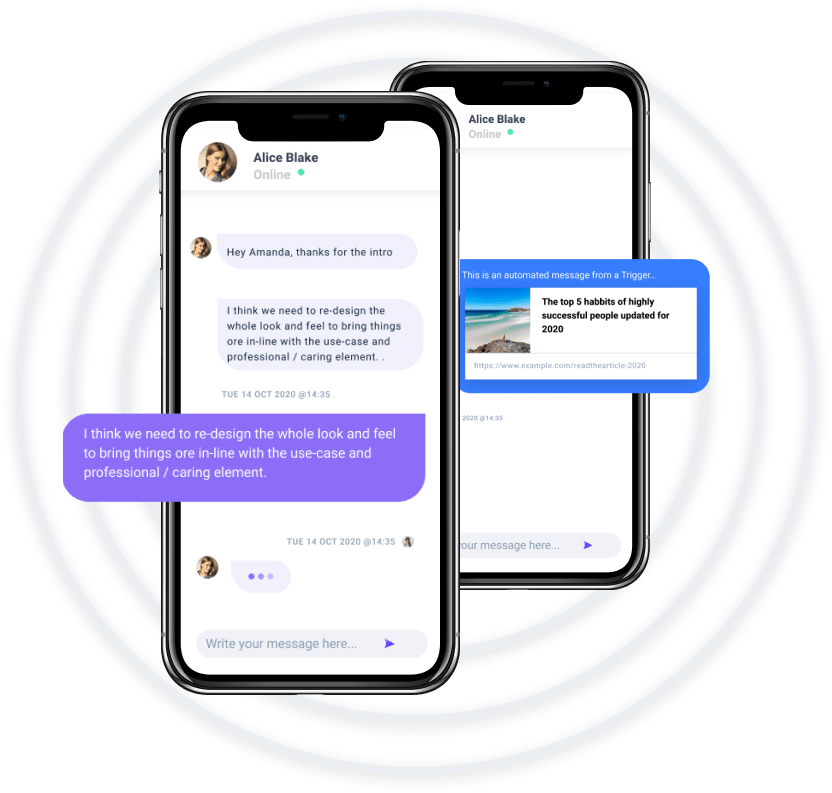 Alice Blake
Online
Hey Amanda, thanks for the intro
I think we need to re-design the
whole look and feel to bring things
ore in-line with the use-case and
professional / caring element. .
TUE 14 OCT 2020 @14:35
I think we need to re-design the whole look and feel
to bring things ore in-line with the use-case and
professional / caring element.
TUE 14 OCT 2020 @14:35
Write your message here...
Alice Blake
Online
This is an automated message from a Trigger...
The top 5 habbits of highly
successful people updated for
2020
https://www.example.com/readthearticle-2020
2020 @14:35
our message here...